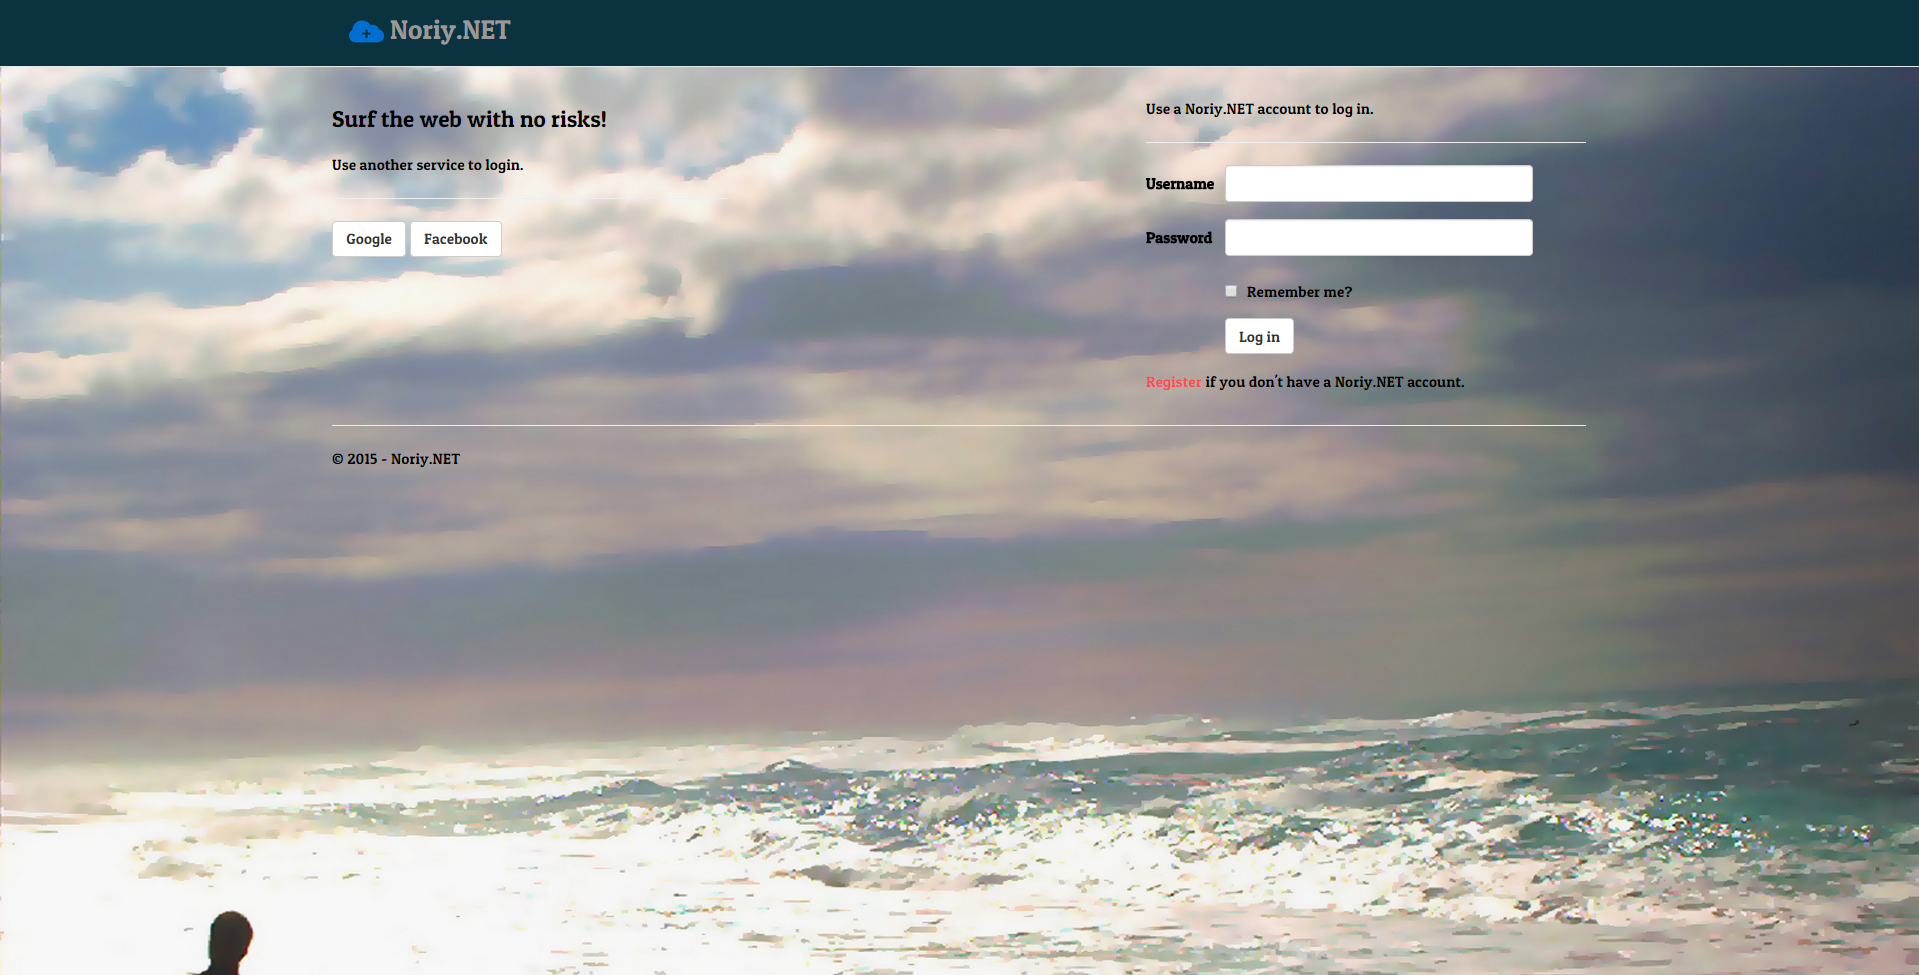 Noriy.NET
Surf the web with no risks!
Use another service to login.
Google Facebook
Use a Noriy.NET account to log in.
Username
Password
Remember me?
Log in
Register if you don't have a Noriy.NET account.
© 2015 - Noriy.NET